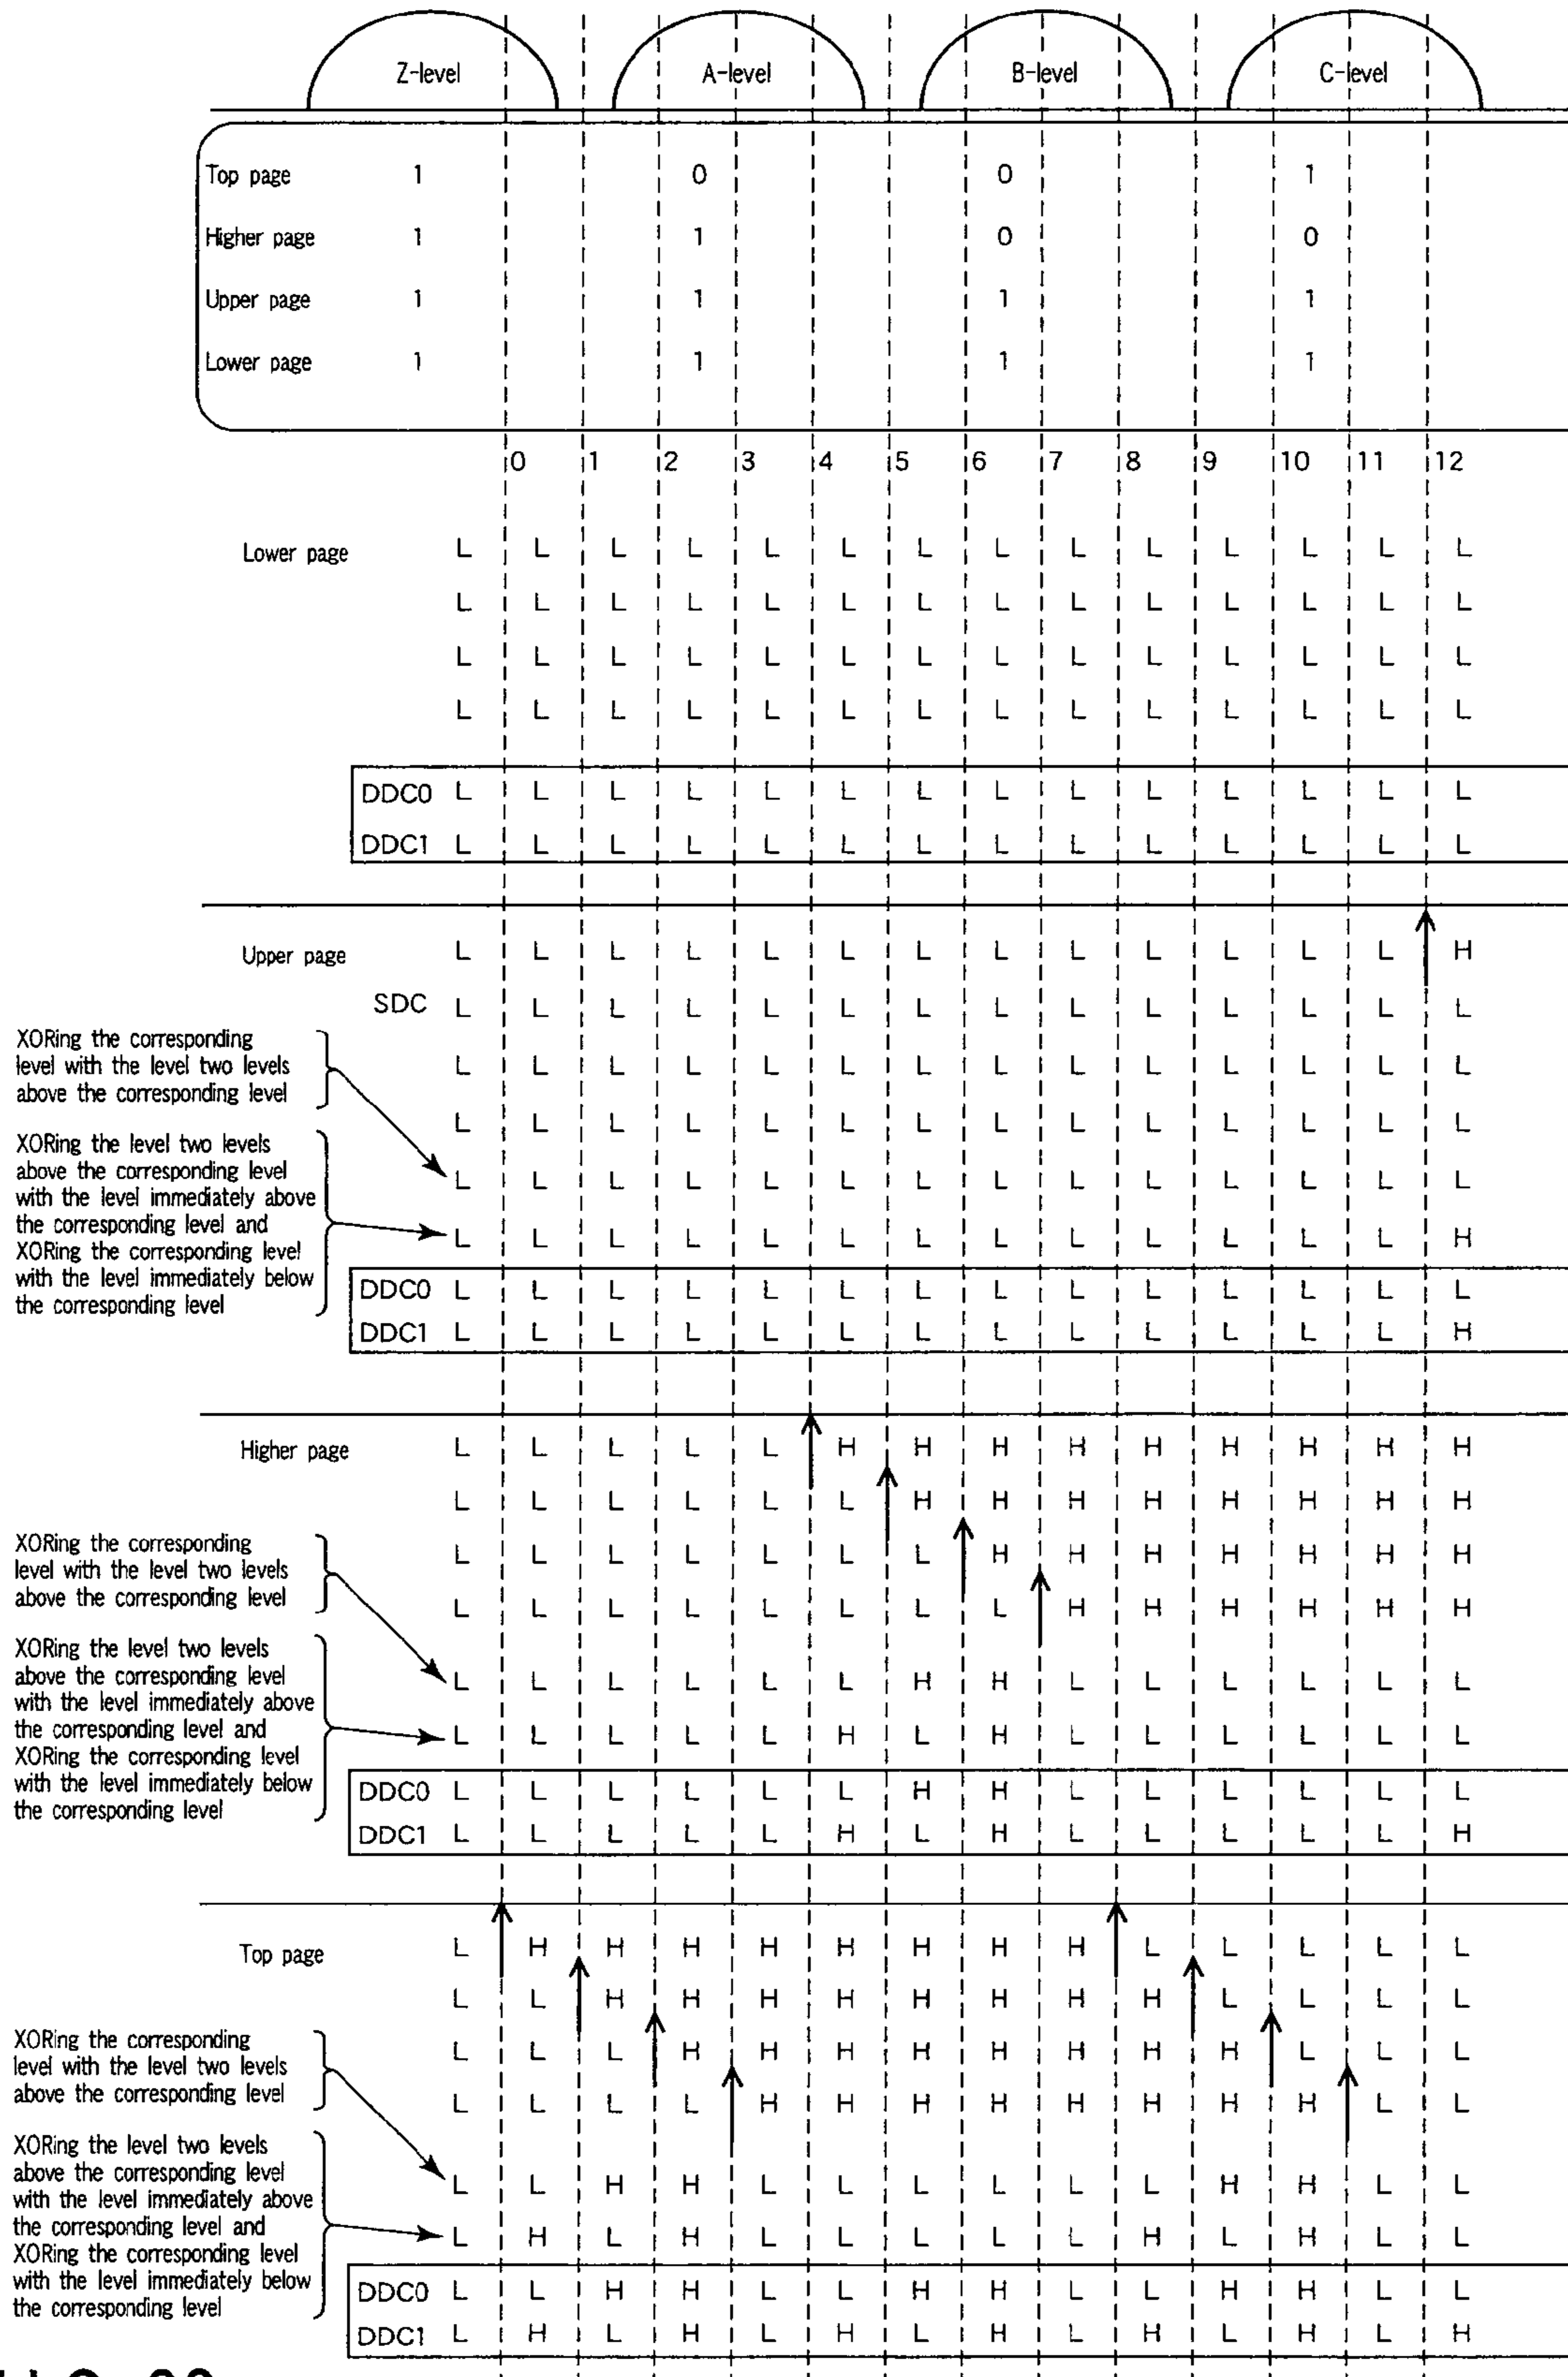 Z-level A-level B-level C-level
Top page 1 0 0 1
Higher page 1 1 0 0
Upper page 1 1 1 1
Lower page 1 1 1 1
0 1 2 3 4 5 6 7 8 9 10 11 12
Lower page L L L L L L L L L L L L L L
L L L L L L L L L L L L L L
L L L L L L L L L L L L L L
L L L L L L L L L L L L L L
DDC0 L L L L L L L L L L L L L L
DDC1 L L L L L L L L L L L L L L
Upper page L L L L L L L L L L L L L H
SDC L L L L L L L L L L L L L L
L L L L L L L L L L L L L L
L L L L L L L L L L L L L L
XORing the corresponding
level with the level two levels
above the corresponding level
L L L L L L L L L L L L L L
XORing the level two levels
above the corresponding level
with the level immediately above
the corresponding level and
XORing the corresponding level
with the level immediately below
the corresponding level
L L L L L L L L L L L L L H
DDC0 L L L L L L L L L L L L L L
DDC1 L L L L L L L L L L L L L H
Higher page L L L L L H H H H H H H H H
L L L L L L H H H H H H H H
L L L L L L L H H H H H H H
L L L L L L L L H H H H H H
XORing the corresponding
level with the level two levels
above the corresponding level
L L L L L L H H L L L L L L
XORing the level two levels
above the corresponding level
with the level immediately above
the corresponding level and
XORing the corresponding level
with the level immediately below
the corresponding level
L L L L L H L H L L L L L L
DDC0 L L L L L L H H L L L L L L
DDC1 L L L L L H L H L L L L L H
Top page L H H H H H H H H L L L L L
L L H H H H H H H H L L L L
L L L H H H H H H H H L L L
L L L L H H H H H H H H L L
XORing the corresponding
level with the level two levels
above the corresponding level
L L H H L L L L L L H H L L
XORing the level two levels
above the corresponding level
with the level immediately above
the corresponding level and
XORing the corresponding level
with the level immediately below
the corresponding level
L H L H L L L L L H L H L L
DDC0 L L H H L L H H L L H H L L
DDC1 L H L H L H L H L H L H L H